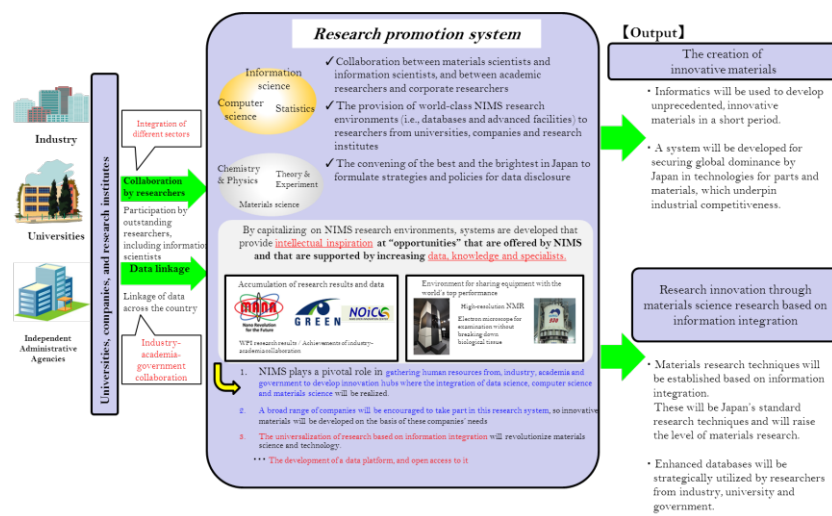 Industry
Universities
Independent
Administrative
Agencies
Universities, companies, and research institutes
Integration of
different sectors
Collaboration
by researchers
Participation by
outstanding
researchers,
including information
scientists
Data linkage
Linkage of data
across the country
Industry-
academia-
government
collaboration
Research promotion system
Information
science
Computer
science
Statistics
Chemistry
& Physics
Theory &
Experiment
Materials science
✓Collaboration between materials scientists and
information scientists, and between academic
researchers and corporate researchers
✓The provision of world-class NIMS research
environments (i.e., databases and advanced facilities) to
researchers from universities, companies and research
institutes
✓The convening of the best and the brightest in Japan to
formulate strategies and policies for data disclosure
By capitalizing on NIMS research environments, systems are developed that
provide intellectual inspiration at “opportunities” that are offered by NIMS
and that are supported by increasing data, knowledge and specialists.
Accumulation of research results and data
MANA
Nano Revolution
for the Future
GREEN
NOiCe
WPI research results / Achievements of industry-
academia collaboration
Environment for sharing equipment with the
world's top performance
High-resolution NMR
Electron microscope for
examination without
breaking down
biological tissue
1. NIMS plays a pivotal role in gathering human resources from, industry, academia and
government to develop innovation hubs where the integration of data science, computer science
and materials science will be realized.
2. A broad range of companies will be encouraged to take part in this research system, so innovative
materials will be developed on the basis of these companies' needs
3. The universalization of research based on information integration will revolutionize materials
science and technology.
・・・The development of a data platform, and open access to it
【Output】
The creation of
innovative materials
・Informatics will be used to develop
unprecedented, innovative
materials in a short period.
・A system will be developed for
securing global dominance by
Japan in technologies for parts and
materials, which underpin
industrial competitiveness.
Research innovation through
materials science research based on
information integration
・Materials research techniques will
be established based on information
integration.
These will be Japan's standard
research techniques and will raise
the level of materials research.
・Enhanced databases will be
strategically utilized by researchers
from industry, university and
government.